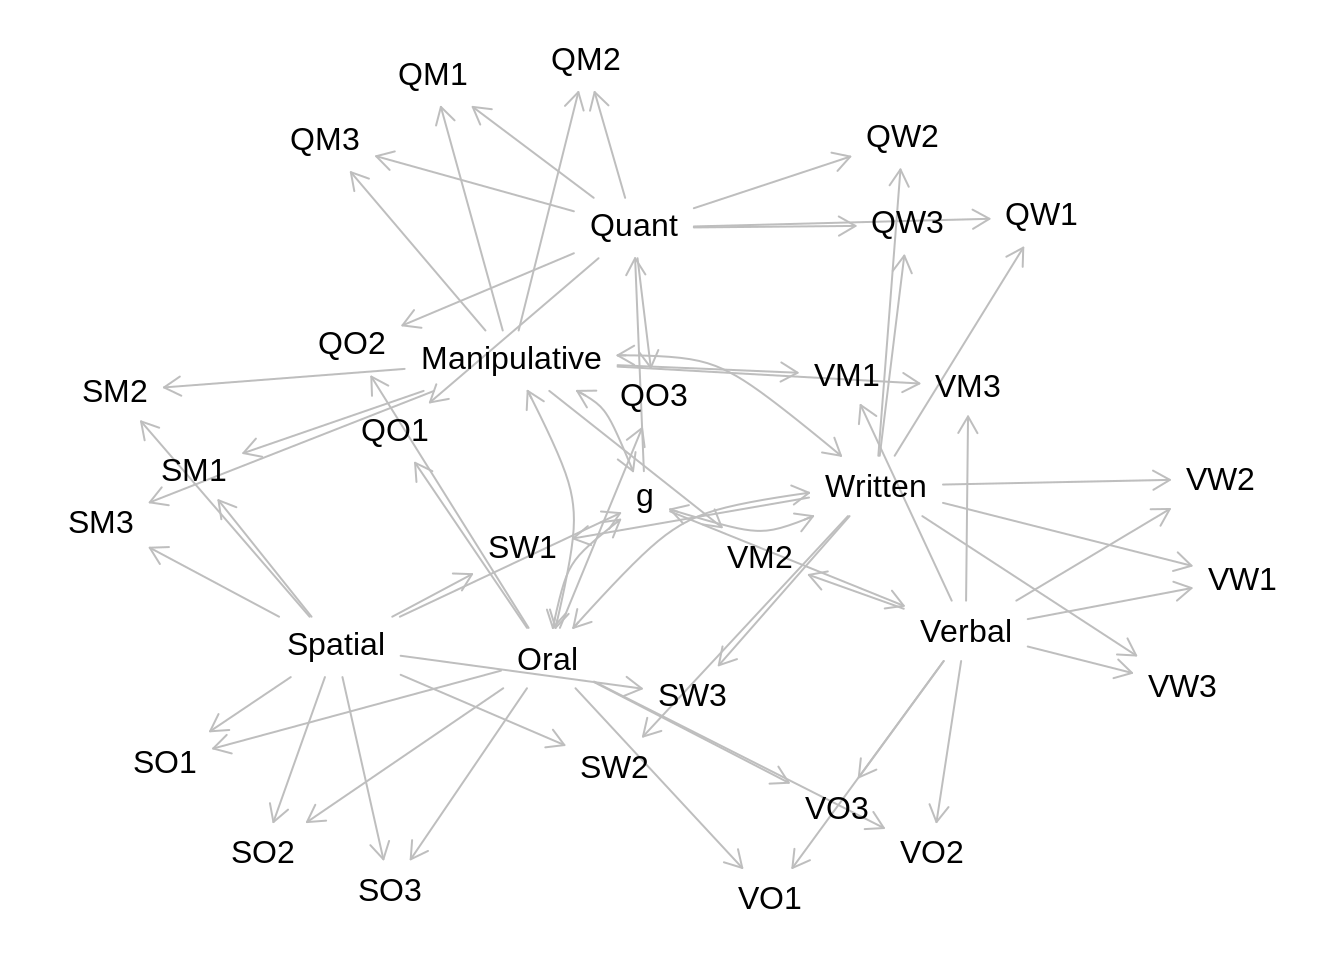 QM2
QM1
QM3
QW2
QW1
QW3
Quant
QO2
Manipulative
VM1
VM3
SM2
QO3
QO1
SM1
VW2
Written
g
SM3
SW1
VM2
VW1
Verbal
Spatial
Oral
VW3
SW3
SO1
SW2
VO3
SO2
VO2
SO3
VO1